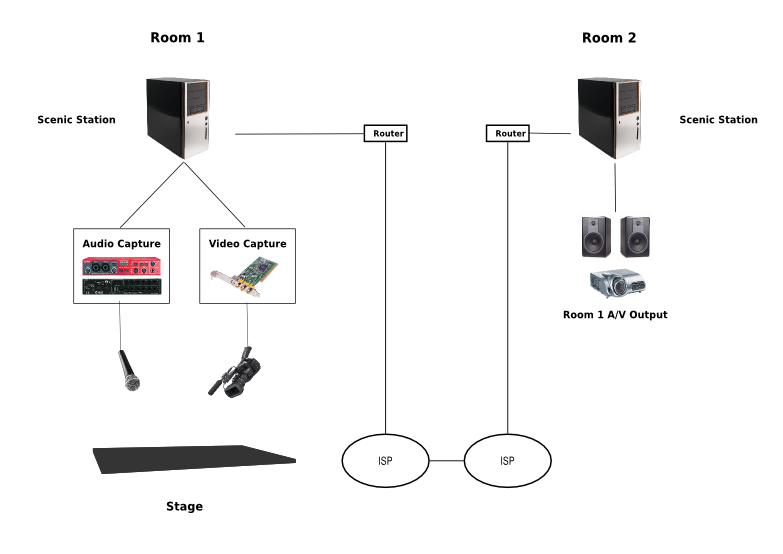 Room 1
Room 2
Scenic Station
Router
Router
Scenic Station
Audio Capture
Video Capture
Room 1 A/V Output
ISP
ISP
Stage